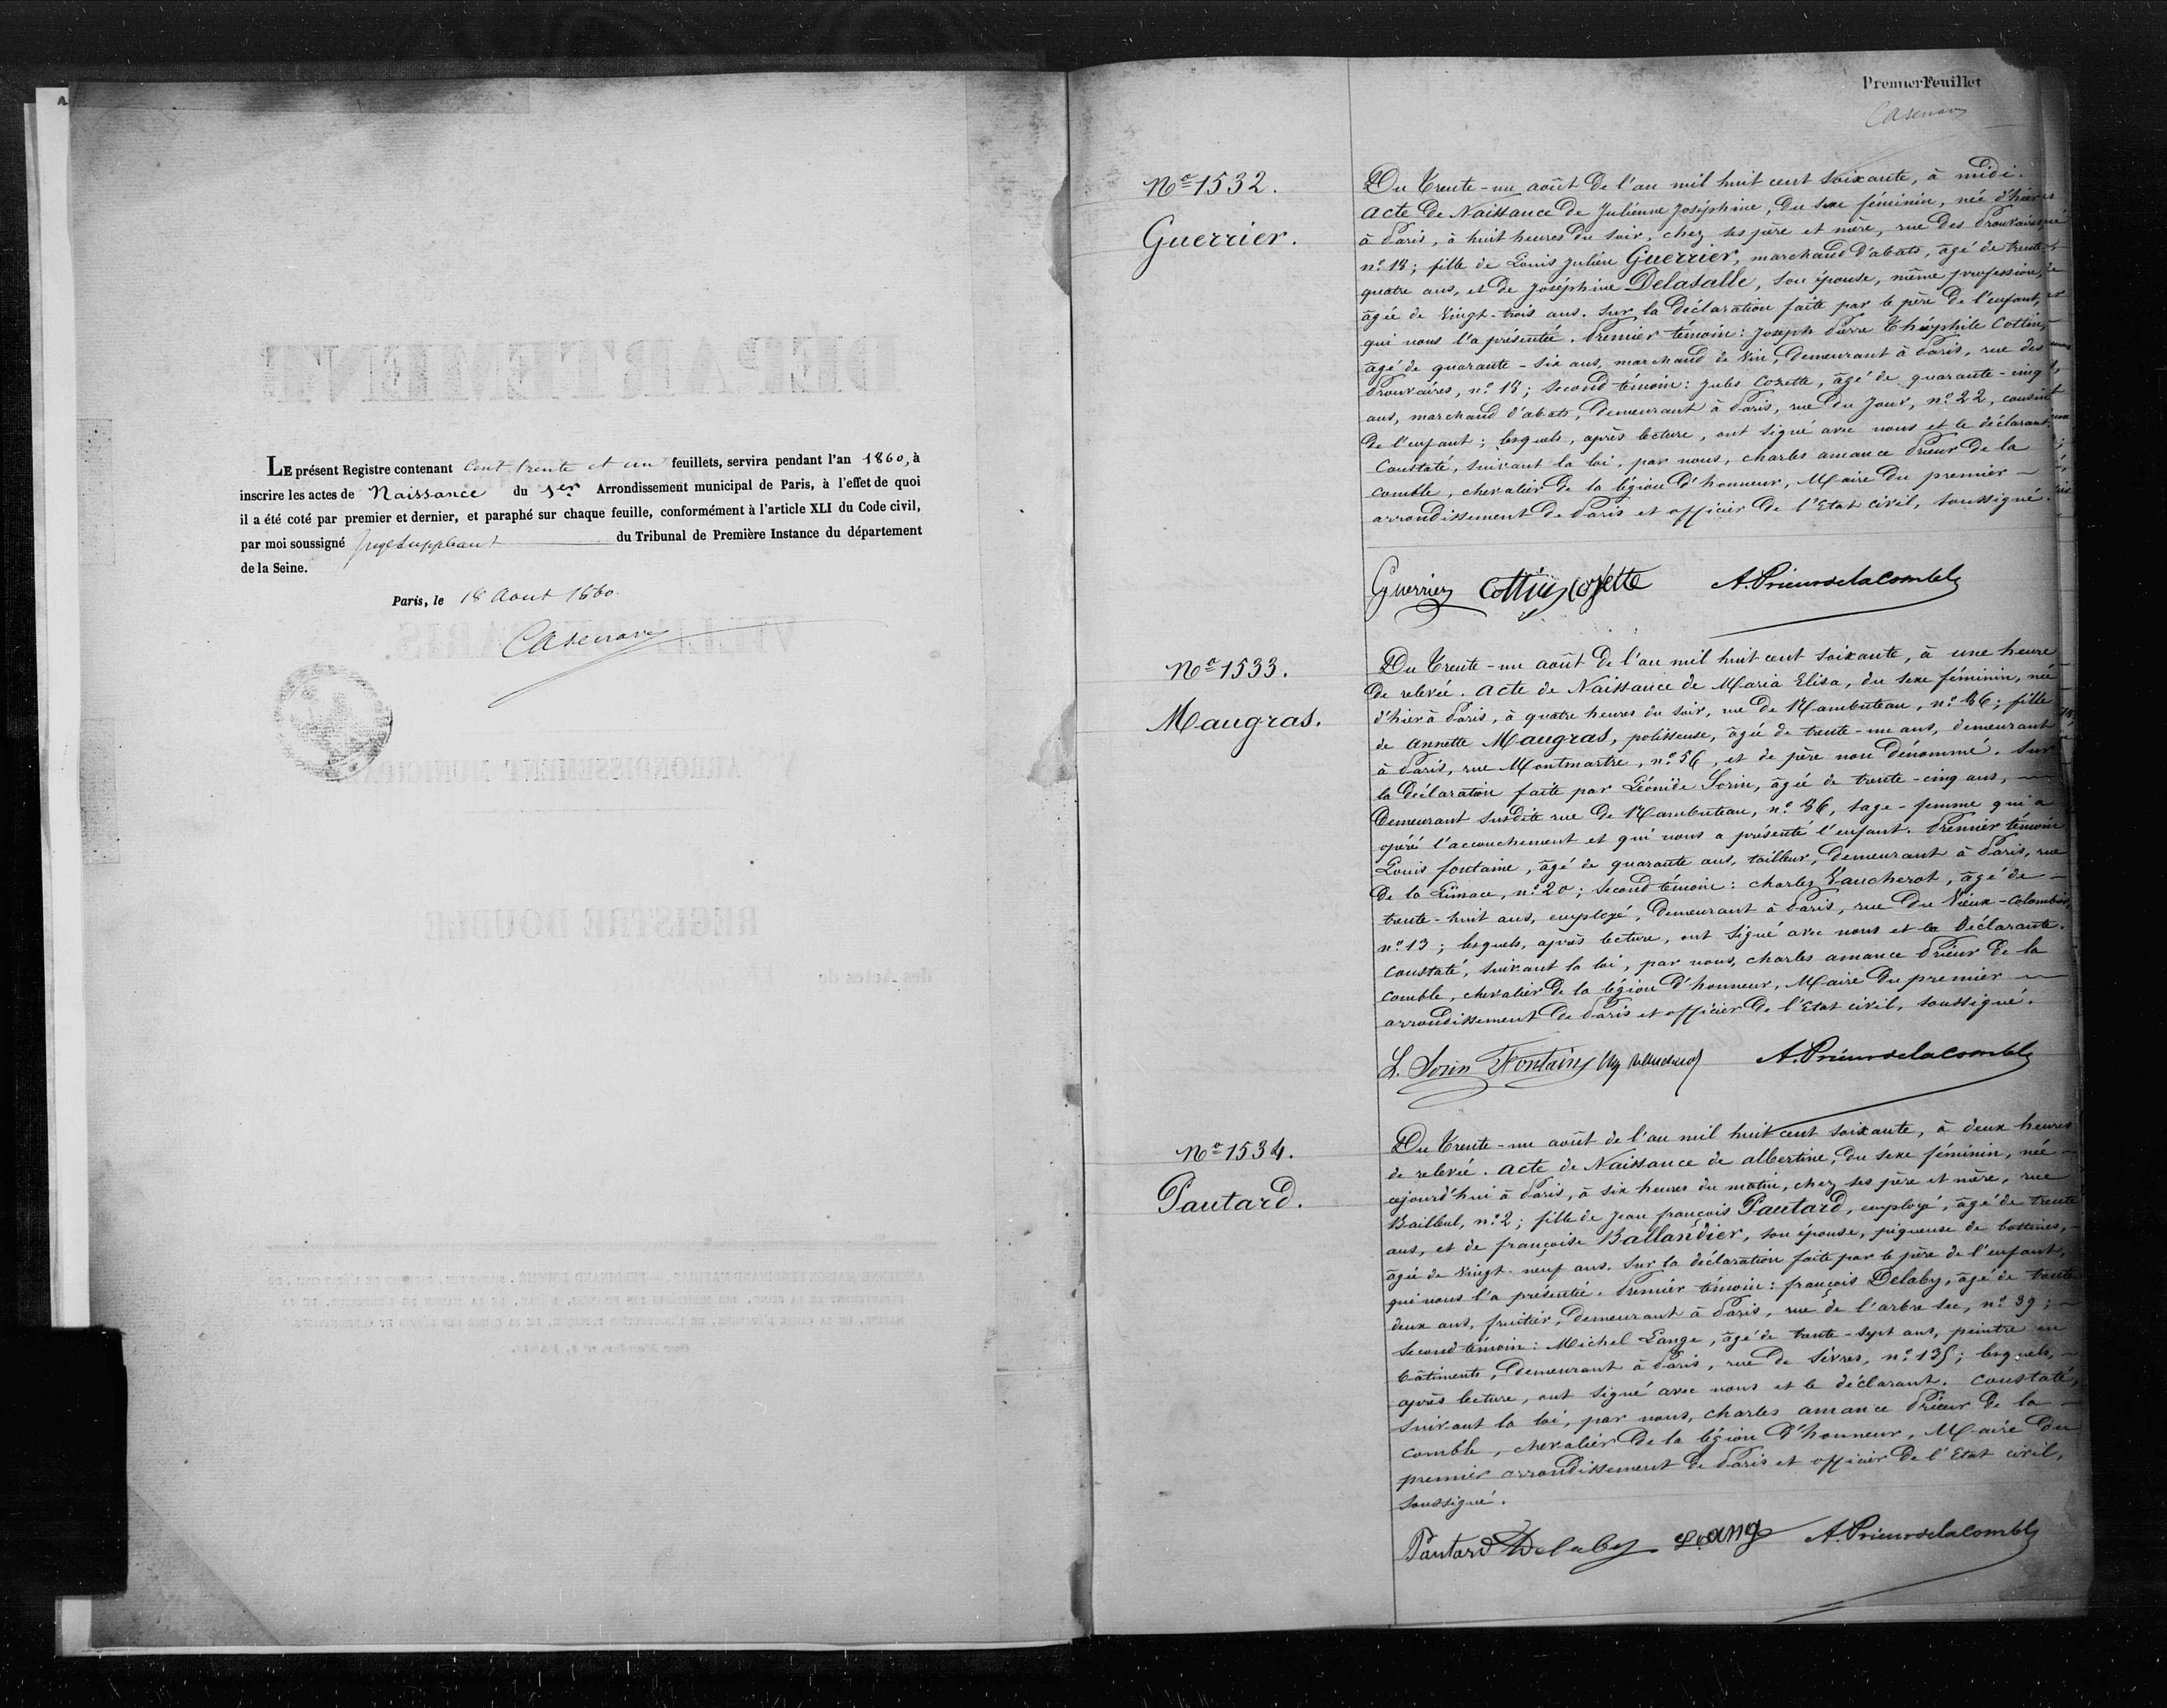 LE présent Registre contenant Cent trente et un feuillets, servira pendant l'an 1860, à
inscrire les actes de Naissance du 1er Arrondissement municipal de Paris, à l'effet de quoi
il a été coté par premier et dernier, et paraphé sur chaque feuille, conformément à l'article XLI du Code civil,
par moi soussigné juge suppléant du Tribunal de Première Instance du département
de la Seine.
Paris, le 18 Aout 1860.
Premier Feuillet
No 1532.
Guerrier.
Du Trente-un août de l'an mil huit cent soixante, à midi.
acte de Naissance de Julienne Joséphine, du sexe féminin, née d'hier
à Paris, à huit heures du soir, chez ses père et mère, rue des Prouvaires
no 18; fille de Louis Julien Guerrier, marchand d'abats, âgé de trente-
quatre ans, et de Joséphine Delasalle, son épouse, même profession,
âgée de vingt-trois ans. Sur la déclaration faite par le père de l'enfant,
qui nous l'a présentée. Premier témoin: Joseph Pierre Théophile Cottin,
âgé de quarante-six ans, marchand de vin, demeurant à Paris, rue des
Prouvaires, no 18; Second témoin: Jules Cozette, âgé de quarante-cinq
ans, marchand d'abats, demeurant à Paris, rue du Jour, no 22, cousin
de l'enfant; lesquels, après lecture, ont signé avec nous et le déclarant.
Constaté, suivant la loi, par nous, charles amance Prieur de la
comble, chevalier de la légion d'honneur, Maire du premier
arrondissement de Paris et officier de l'Etat civil, soussigné.
Guerrier Cottin Cozette A. Prieur de la Comble
No 1533.
Maugras.
Du Trente-un août de l'an mil huit cent soixante, à une heure
de relevée. acte de Naissance de Maria Elisa, du sexe féminin, née
d'hier à Paris, à quatre heures du soir, rue de Rambuteau, no 86; fille
de annette Maugras, polisseuse, âgée de trente-un ans, demeurant
à Paris, rue Montmartre, no 56, et de père non dénommé. Sur
la déclaration faite par Léonide Sorin, âgée de trente-cinq ans,
demeurant susdite rue de Rambuteau, no 86, sage-femme qui a
opéré l'accouchement et qui nous a présenté l'enfant. Premier témoin
Louis fontaine, âgé de quarante ans, tailleur, demeurant à Paris, rue
de la Limace, no 20; second témoin: charles Vaucherot, âgé de
trente-huit ans, employé, demeurant à Paris, rue du Vieux-Colombier,
no 13; lesquels, après lecture, ont signé avec nous et la Déclarante.
constaté, suivant la loi, par nous, charles amance Prieur de la
comble, chevalier de la légion d'honneur, Maire du premier
arrondissement de Paris et officier de l'Etat civil, soussigné.
L. Sorin Fontaine A. Prieur de la Comble
No 1534.
Pautard.
Du Trente-un août de l'an mil huit cent soixante, à deux heures
de relevée. acte de Naissance de albertine, du sexe féminin, née
cejourd'hui à Paris, à six heures du matin, chez ses père et mère, rue
Bailleul, no 2; fille de Jean françois Pautard, employé, âgé de trente
ans, et de françoise Ballandier, son épouse, piqueuse de bottines,
âgée de vingt-neuf ans. Sur la déclaration faite par le père de l'enfant,
qui nous l'a présentée. Premier témoin: françois Delaby, âgé de trente
deux ans, fruitier, demeurant à Paris, rue de l'arbre sec, no 39;
Second témoin: Michel Lange, âgé de trente-sept ans, peintre en
bâtiments, demeurant à Paris, rue de Sèvres, no 135; lesquels,
après lecture, ont signé avec nous et le déclarant. Constaté,
suivant la loi, par nous, charles amance Prieur de la
comble, chevalier de la légion d'honneur, Maire du
premier arrondissement de Paris et officier de l'Etat civil,
soussigné.
Pautard Delaby Lange A. Prieur de la Comble